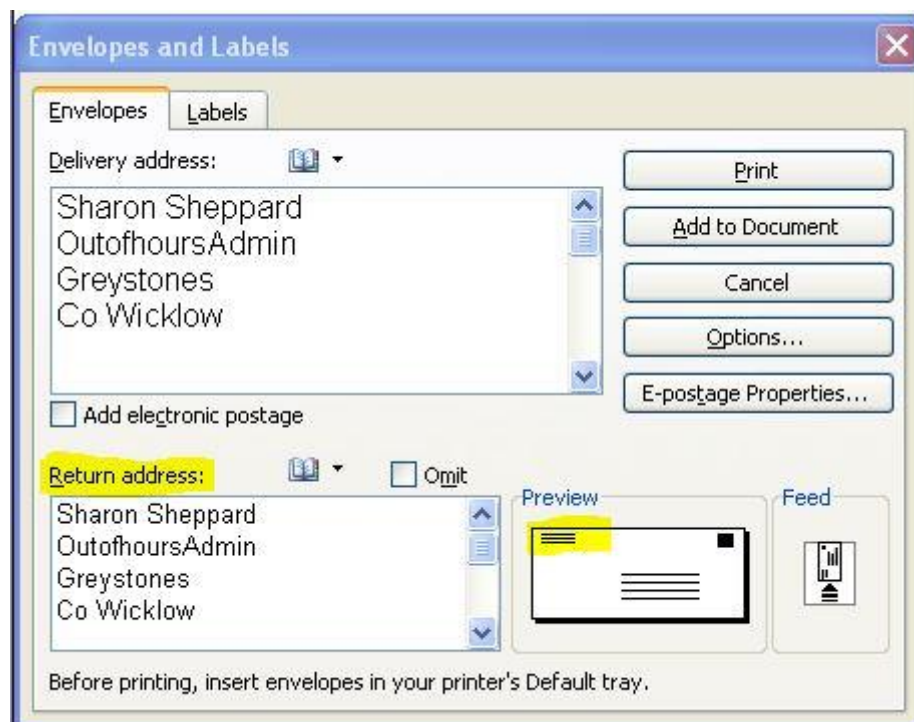 Envelopes and Labels
Envelopes Labels
Delivery address:
Sharon Sheppard
OutofhoursAdmin
Greystones
Co Wicklow
Print
Add to Document
Cancel
Options...
E-postage Properties...
Add electronic postage
Return address:
Omit
Sharon Sheppard
OutofhoursAdmin
Greystones
Co Wicklow
Preview
Feed
Before printing, insert envelopes in your printer's Default tray.